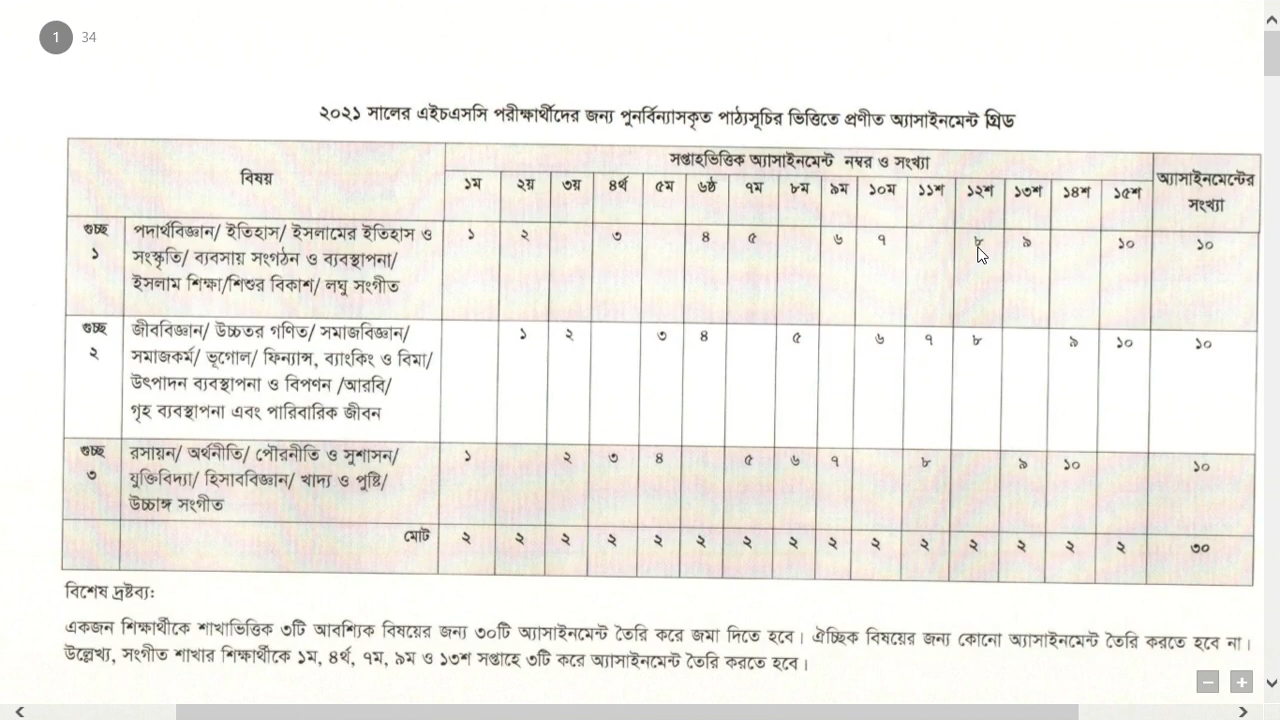 1 34
২০২১ সালের এইচএসসি পরীক্ষার্থীদের জন্য পুনর্বিন্যাসকৃত পাঠ্যসূচির ভিত্তিতে প্রণীত অ্যাসাইনমেন্ট গ্রিড
বিষয় সপ্তাহভিত্তিক অ্যাসাইনমেন্ট নম্বর ও সংখ্যা অ্যাসাইনমেন্টের সংখ্যা
১ম ২য় ৩য় ৪র্থ ৫ম ৬ষ্ঠ ৭ম ৮ম ৯ম ১০ম ১১শ ১২শ ১৩শ ১৪শ ১৫শ
গুচ্ছ পদার্থবিজ্ঞান/ ইতিহাস/ ইসলামের ইতিহাস ও ১ ২ ৩ ৪ ৫ ৬ ৭ ৮ ৯ ১০ ১০
১ সংস্কৃতি/ ব্যবসায় সংগঠন ও ব্যবস্থাপনা/
ইসলাম শিক্ষা/শিশুর বিকাশ/ লঘু সংগীত
গুচ্ছ জীববিজ্ঞান/ উচ্চতর গণিত/ সমাজবিজ্ঞান/ ১ ২ ৩ ৪ ৫ ৬ ৭ ৮ ৯ ১০ ১০
২ সমাজকর্ম/ ভূগোল/ ফিন্যান্স, ব্যাংকিং ও বিমা/
উৎপাদন ব্যবস্থাপনা ও বিপণন /আরবি/
গৃহ ব্যবস্থাপনা এবং পারিবারিক জীবন
গুচ্ছ রসায়ন/ অর্থনীতি/ পৌরনীতি ও সুশাসন/ ১ ২ ৩ ৪ ৫ ৬ ৭ ৮ ৯ ১০ ১০
৩ যুক্তিবিদ্যা/ হিসাববিজ্ঞান/ খাদ্য ও পুষ্টি/
উচ্চাঙ্গ সংগীত
মোট ২ ২ ২ ২ ২ ২ ২ ২ ২ ২ ২ ২ ২ ২ ২ ৩০
বিশেষ দ্রষ্টব্য:
একজন শিক্ষার্থীকে শাখাভিত্তিক ৩টি আবশ্যিক বিষয়ের জন্য ৩০টি অ্যাসাইনমেন্ট তৈরি করে জমা দিতে হবে। ঐচ্ছিক বিষয়ের জন্য কোনো অ্যাসাইনমেন্ট তৈরি করতে হবে না।
উল্লেখ্য, সংগীত শাখার শিক্ষার্থীকে ১ম, ৪র্থ, ৭ম, ৯ম ও ১৩শ সপ্তাহে ৩টি করে অ্যাসাইনমেন্ট তৈরি করতে হবে।